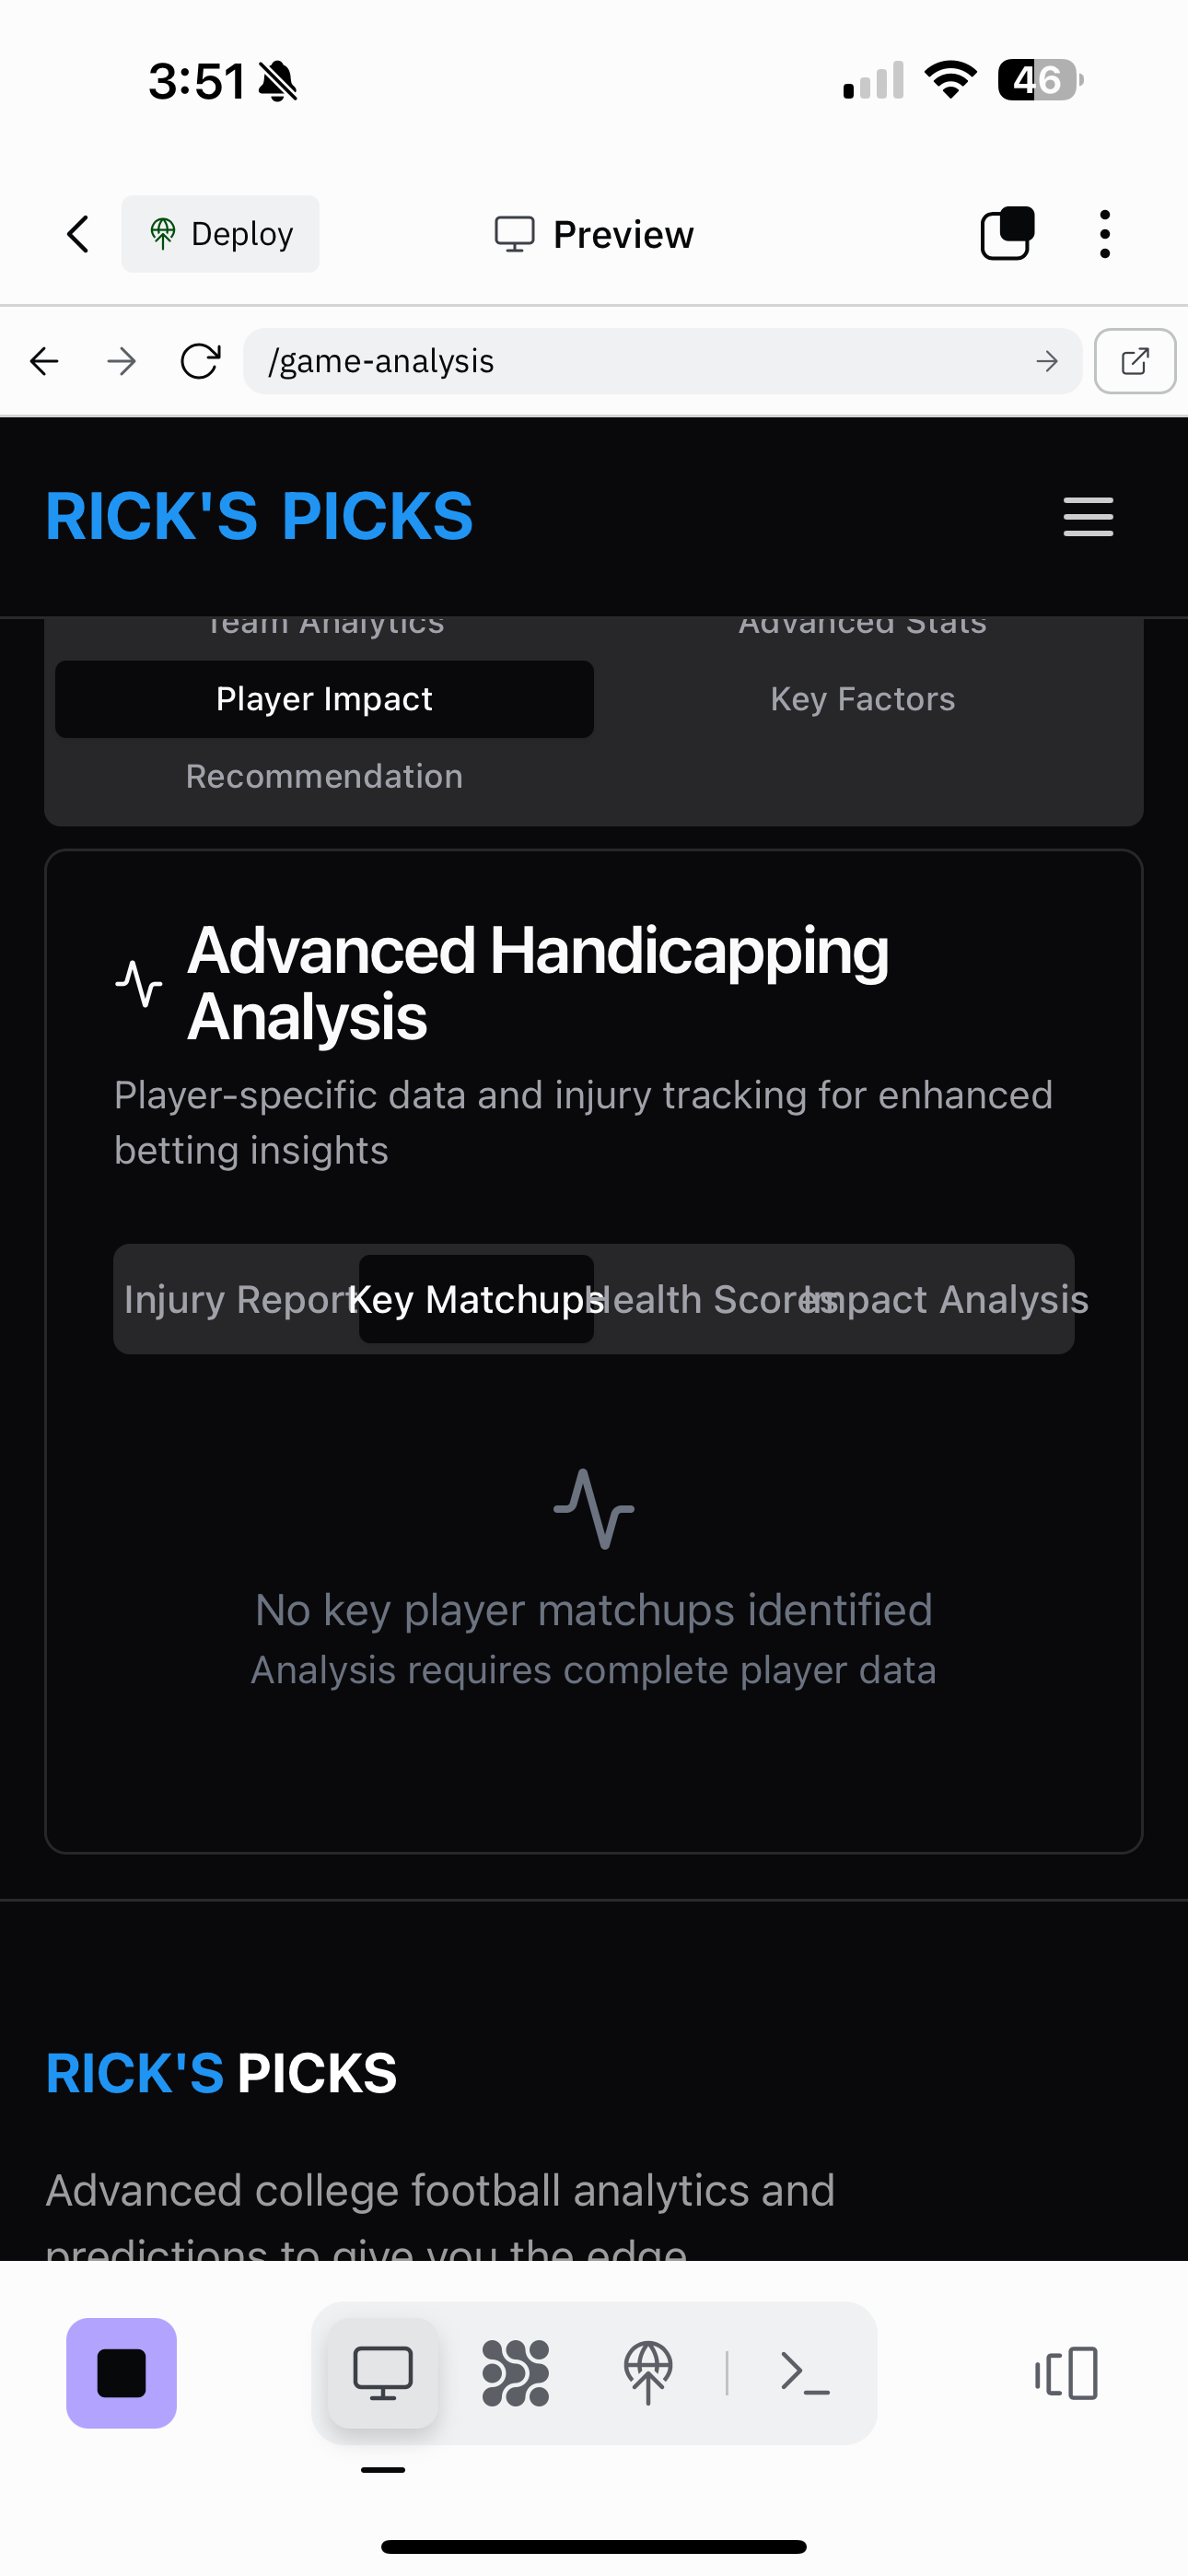 3:51
46
Deploy
Preview
/game-analysis
RICK'S PICKS
Team Analytics
Advanced Stats
Player Impact
Key Factors
Recommendation
Advanced Handicapping
Analysis
Player-specific data and injury tracking for enhanced
betting insights
Injury Report
Key Matchups
Health Scores
Impact Analysis
No key player matchups identified
Analysis requires complete player data
RICK'S PICKS
Advanced college football analytics and
predictions to give you the edge